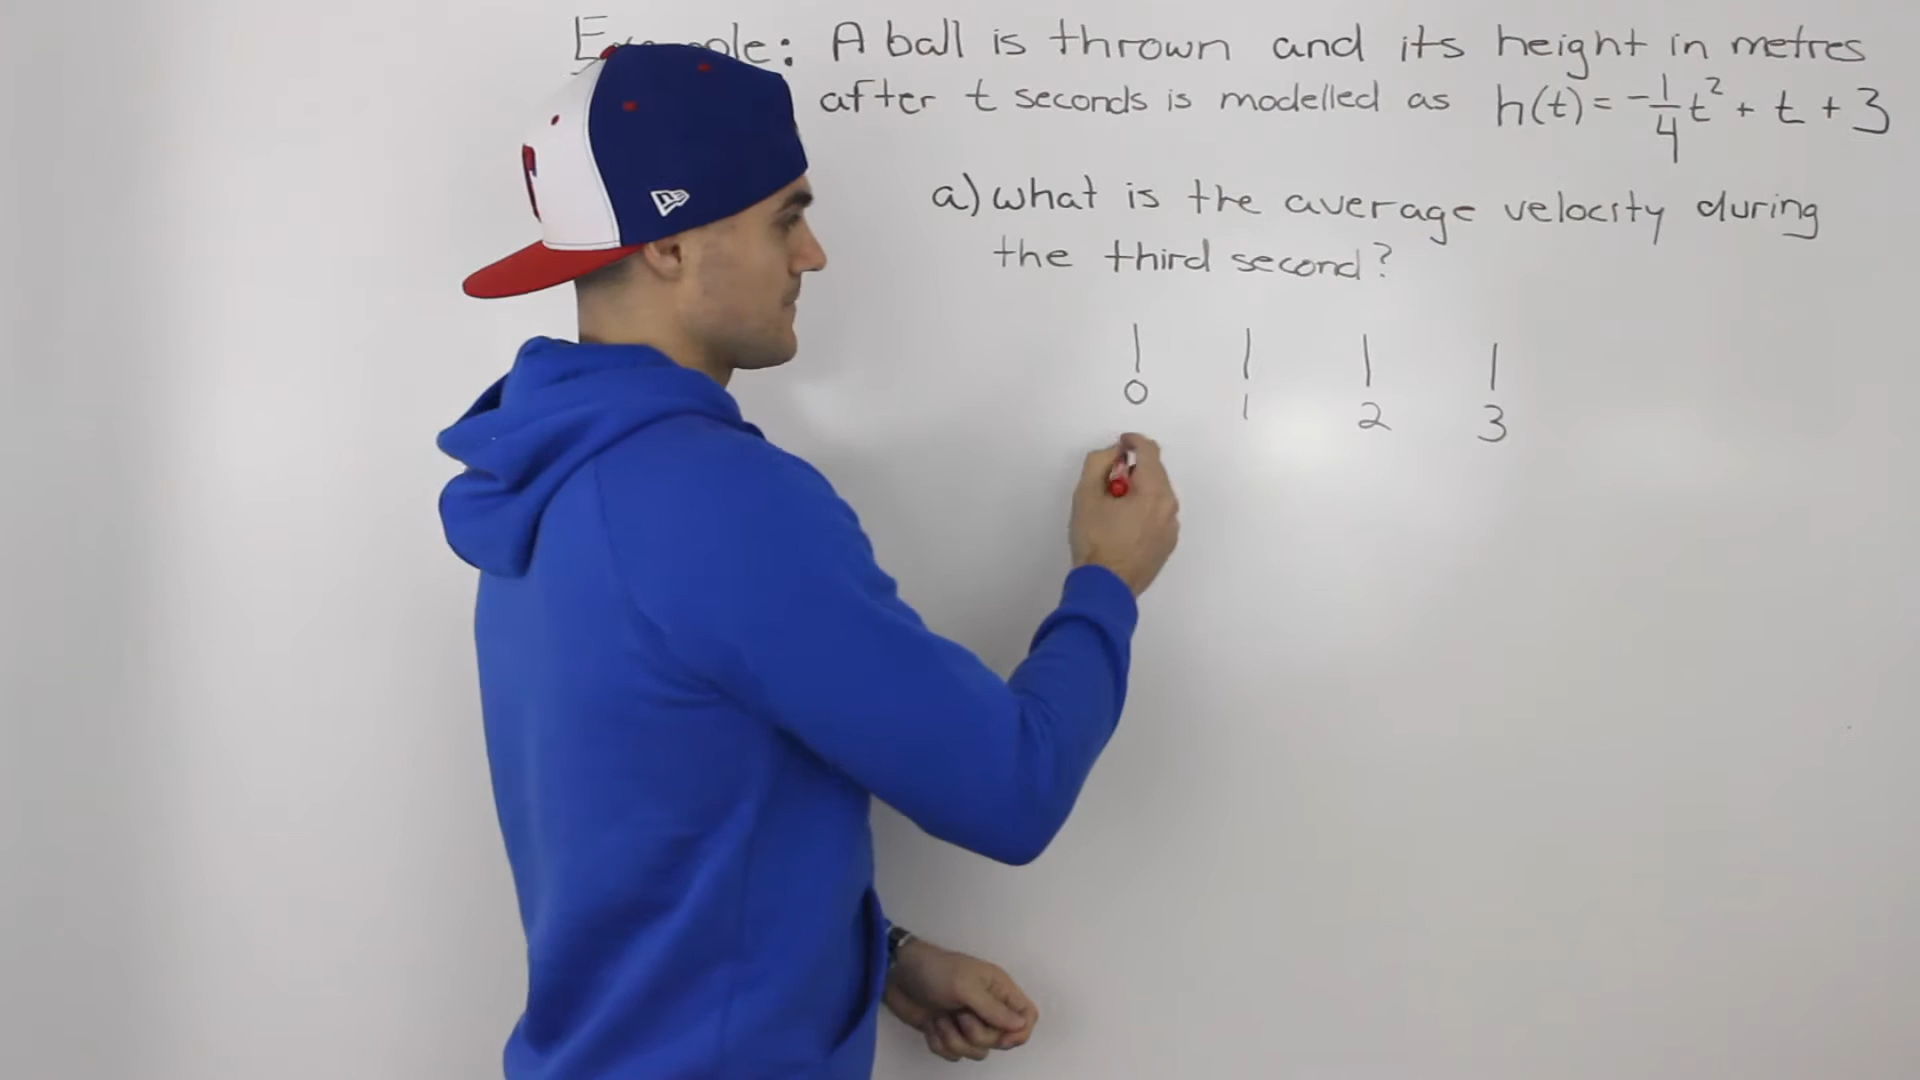 A ball is thrown and its height in metres
after t seconds is modelled as h(t) = -1/4 t² + t + 3
a) what is the average velocity during
the third second?
0 1 2 3